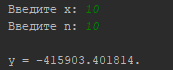 Введите x: 10
Введите n: 10
y = -415903.401814.